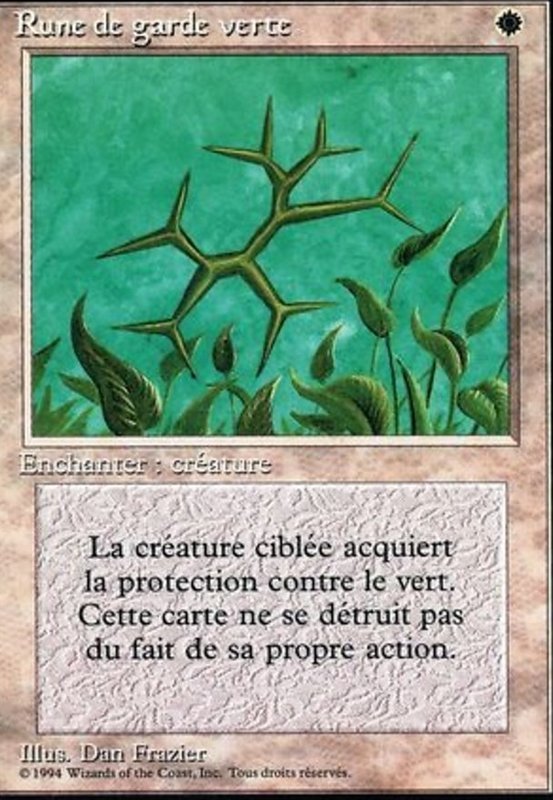 Rune de garde verte
Enchanter : créature
La créature ciblée acquiert
la protection contre le vert.
Cette carte ne se détruit pas
du fait de sa propre action.
Illus. Dan Frazier
©1994 Wizards of the Coast, Inc. Tous droits réservés.